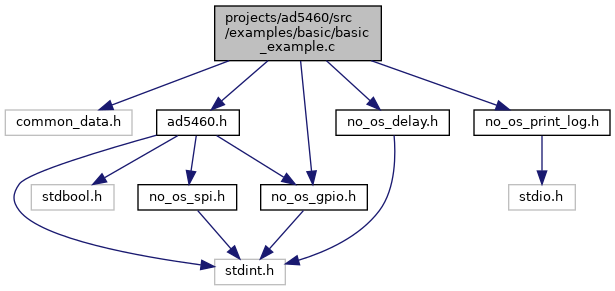 projects/ad5460/src
/examples/basic/basic
_example.c
common_data.h
ad5460.h
no_os_delay.h
no_os_print_log.h
stdbool.h
no_os_spi.h
no_os_gpio.h
stdio.h
stdint.h